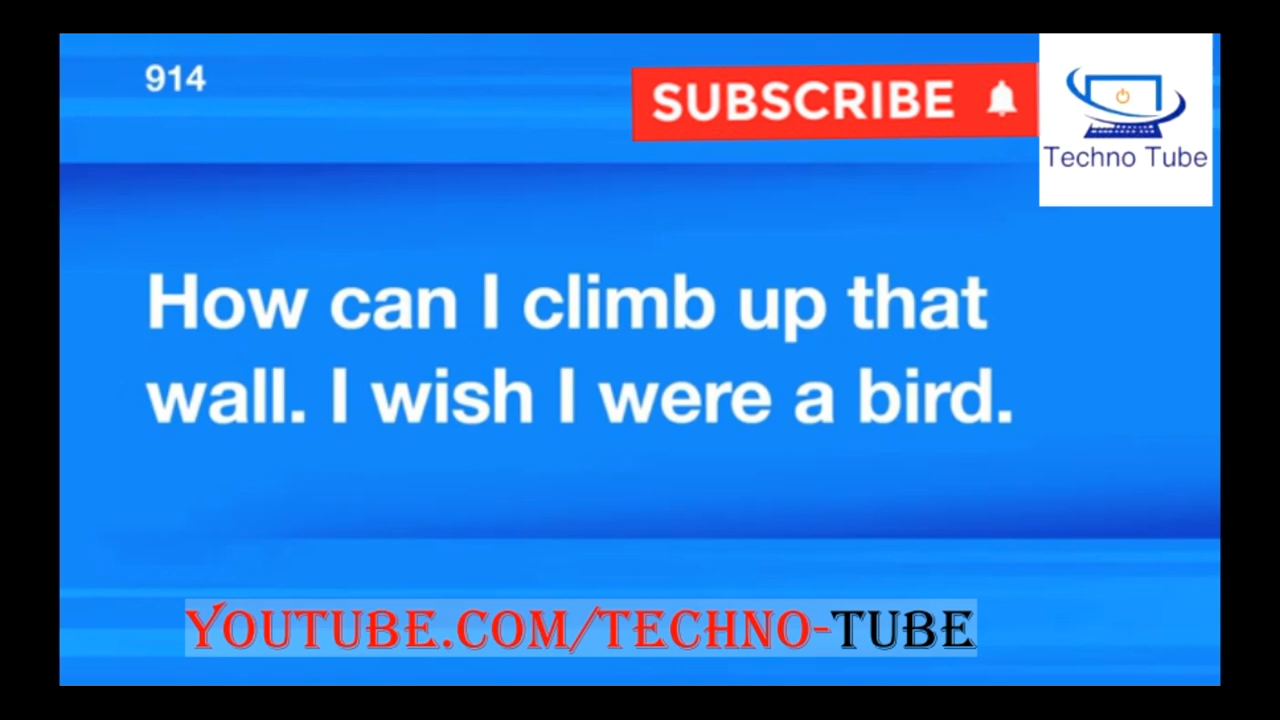 914
SUBSCRIBE
Techno Tube
How can I climb up that
wall. I wish I were a bird.
YOUTUBE.COM/TECHNO-TUBE